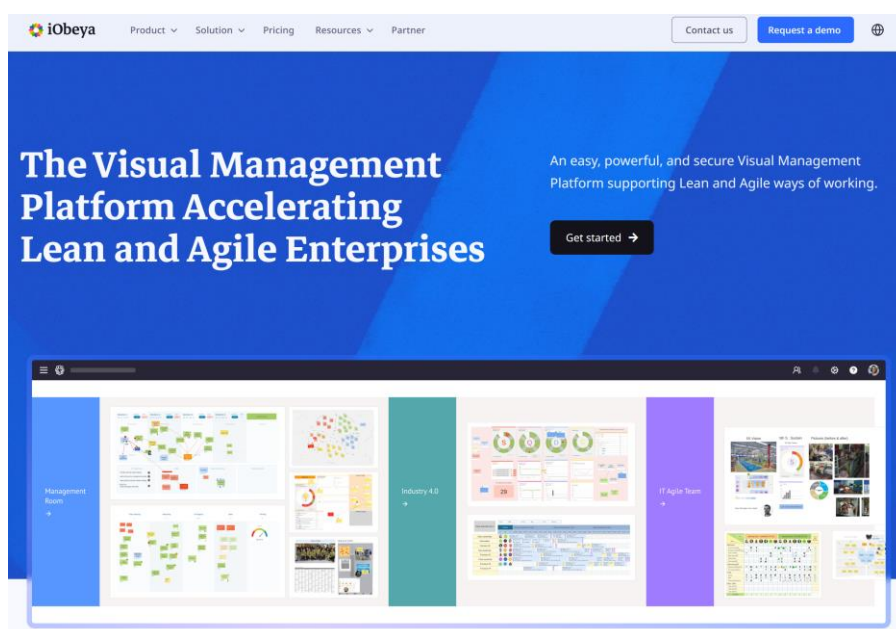 iObeya
Product
Solution
Pricing
Resources
Partner
Contact us
Request a demo
The Visual Management
Platform Accelerating
Lean and Agile Enterprises
An easy, powerful, and secure Visual Management
Platform supporting Lean and Agile ways of working.
Get started
Management
Room
Industry 4.0
IT Agile Team